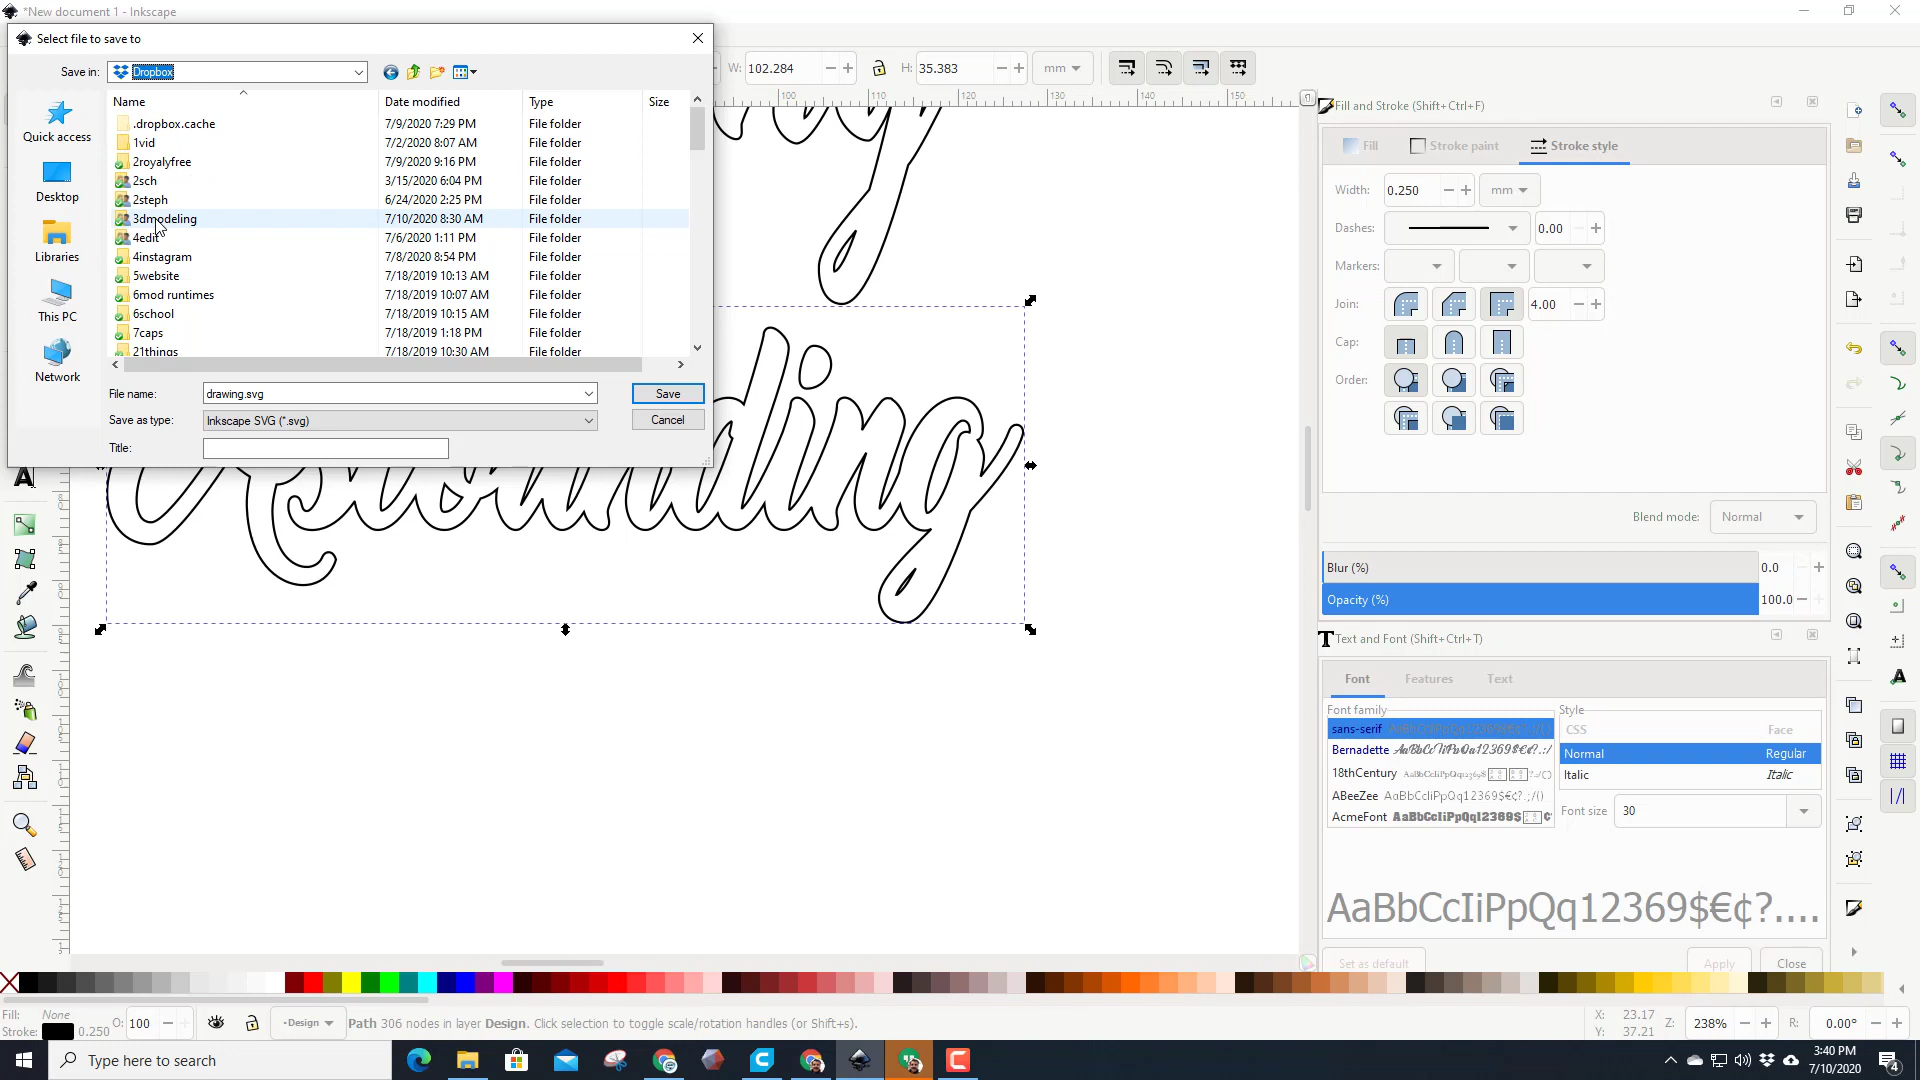 *New document 1 - Inkscape
Select file to save to
Save in: Dropbox
W: 102.284
H: 35.383
mm
100 110 120 130 140 150
Name Date modified Type Size
.dropbox.cache 7/9/2020 7:29 PM File folder
1vid 7/2/2020 8:07 AM File folder
2royalyfree 7/9/2020 9:16 PM File folder
2sch 3/15/2020 6:04 PM File folder
2steph 6/24/2020 2:25 PM File folder
3dmodeling 7/10/2020 8:30 AM File folder
4edit 7/6/2020 1:11 PM File folder
4instagram 7/8/2020 8:54 PM File folder
5website 7/18/2019 10:13 AM File folder
6mod runtimes 7/18/2019 10:07 AM File folder
6school 7/18/2019 10:15 AM File folder
7caps 7/18/2019 1:18 PM File folder
21things 7/18/2019 10:30 AM File folder
Quick access
Desktop
Libraries
This PC
Network
File name: drawing.svg
Save
Save as type: Inkscape SVG (*.svg)
Cancel
Title:
Fill and Stroke (Shift+Ctrl+F)
Fill Stroke paint Stroke style
Width: 0.250 mm
Dashes: 0.00
Markers:
Join: 4.00
Cap:
Order:
Blend mode: Normal
Blur (%) 0.0
Opacity (%) 100.0
Text and Font (Shift+Ctrl+T)
Font Features Text
Font family
sans-serif AaBbCcIiPpQq12369$€¢?.;/()
Bernadette AaBbCcIiPpQq12369$€¢?.;/
18thCentury AaBbCcIiPpQq12369$ ?.;/()
ABeeZee AaBbCcIiPpQq12369$€¢?.;/()
AcmeFont AaBbCcIiPpQq12369$
Style
CSS Face
Normal Regular
Italic Italic
Font size 30
AaBbCcIiPpQq12369$€¢?....
Set as default Apply Close
Fill: None
Stroke: 0.250
O: 100
•Design
Path 306 nodes in layer Design. Click selection to toggle scale/rotation handles (or Shift+s).
X: 23.17
Y: 37.21
Z: 238%
R: 0.00°
Type here to search
3:40 PM
7/10/2020
4